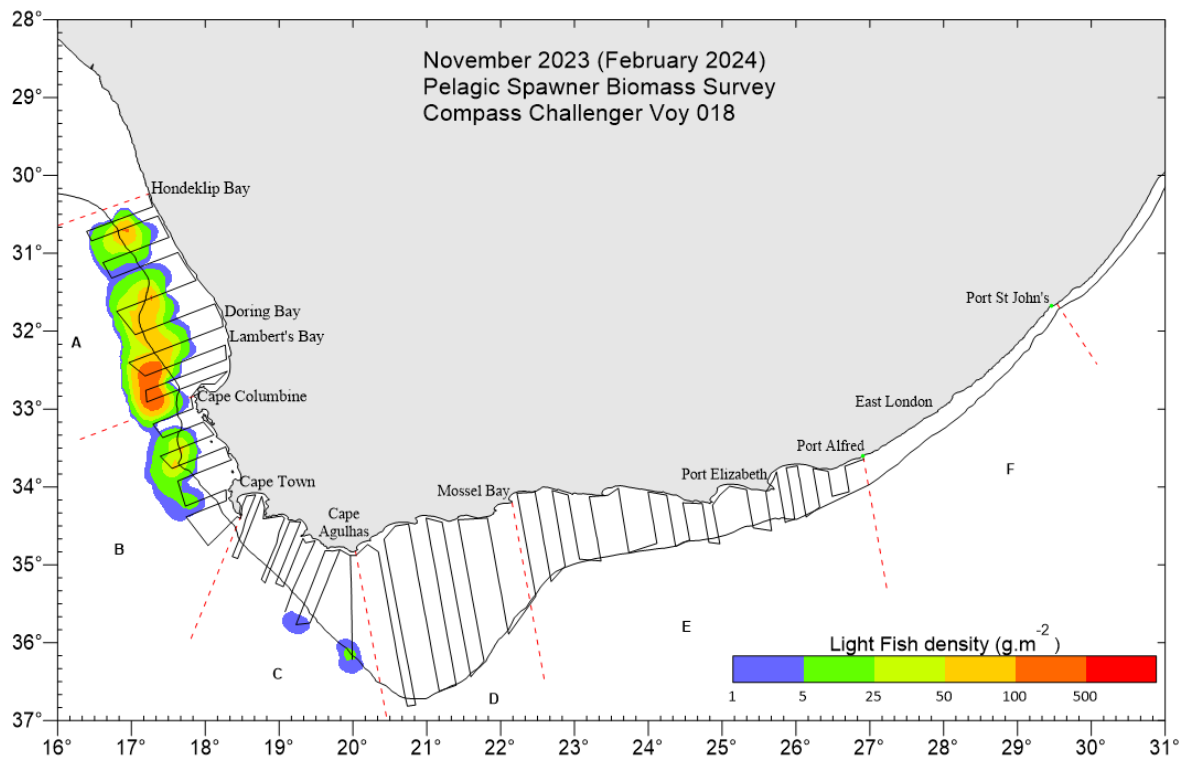 28°
29°
30°
31°
32°
33°
34°
35°
36°
37°
November 2023 (February 2024)
Pelagic Spawner Biomass Survey
Compass Challenger Voy 018
Hondeklip Bay
Doring Bay
Lambert's Bay
Cape Columbine
Cape Town
Cape
Agulhas
Mossel Bay
Port Elizabeth
Port Alfred
East London
Port St John's
A
B
C
D
E
F
Light Fish density (g.m⁻²)
1 5 25 50 100 500
16° 17° 18° 19° 20° 21° 22° 23° 24° 25° 26° 27° 28° 29° 30° 31°